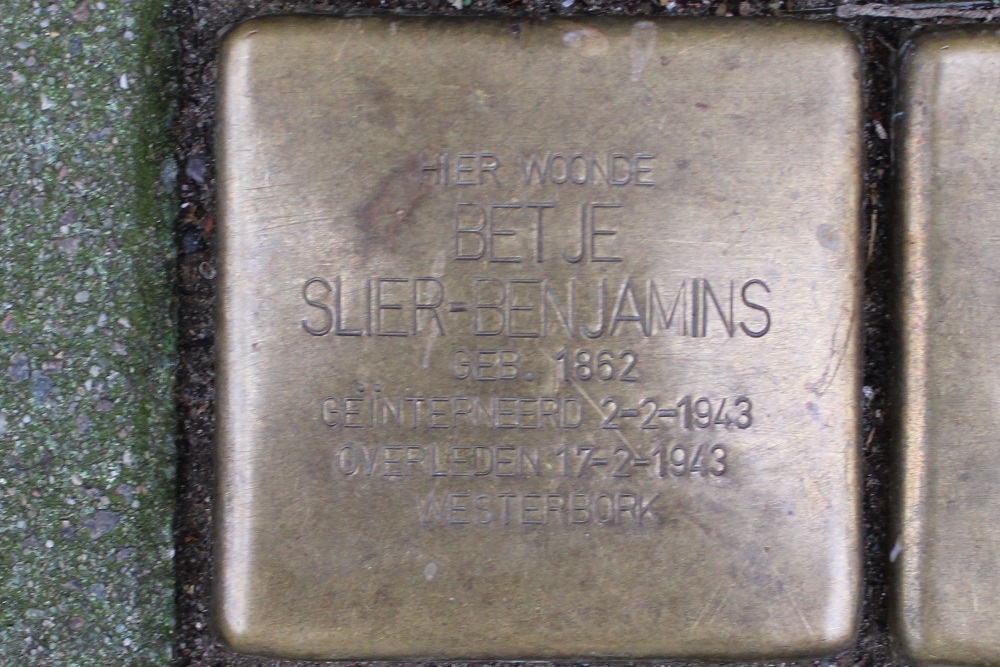 HIER WOONDE
BETJE
SLIER-BENJAMINS
GEB. 1862
GEÏNTERNEERD 2-2-1943
OVERLEDEN 17-2-1943
WESTERBORK